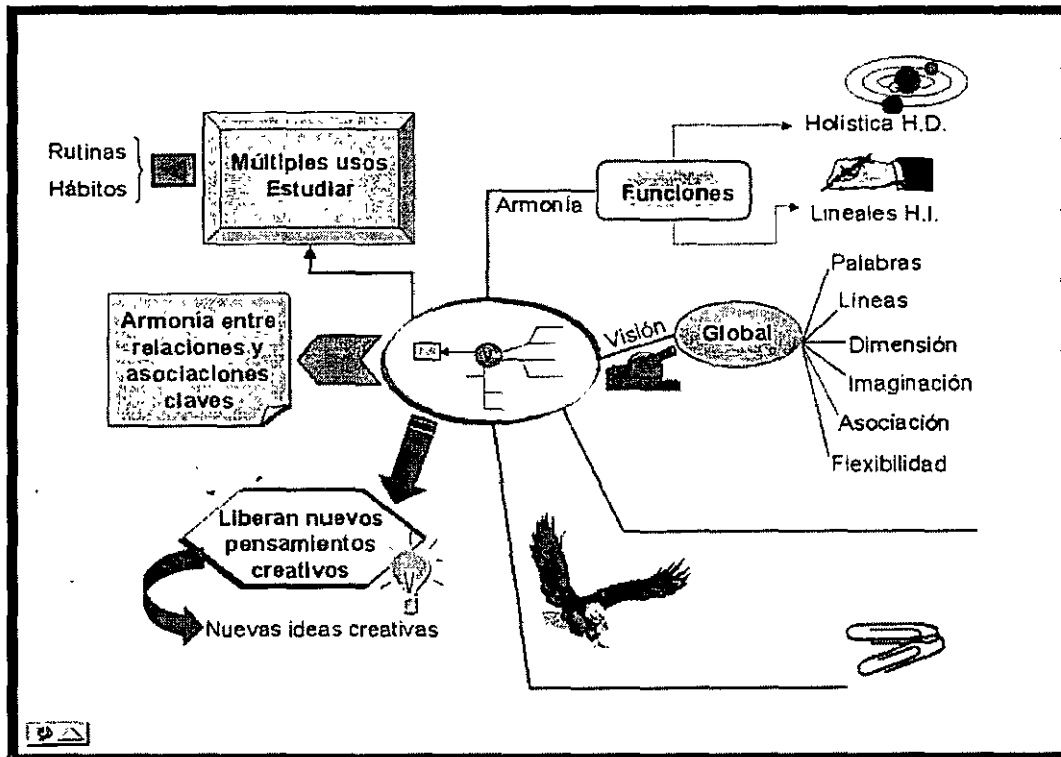 Rutinas
Hábitos
Múltiples usos
Estudiar
Armonía
Funciones
Holística H.D.
Lineales H.I.
Visión
Global
Palabras
Líneas
Dimensión
Imaginación
Asociación
Flexibilidad
Armonía entre
relaciones y
asociaciones
claves
Liberan nuevos
pensamientos
creativos
Nuevas ideas creativas